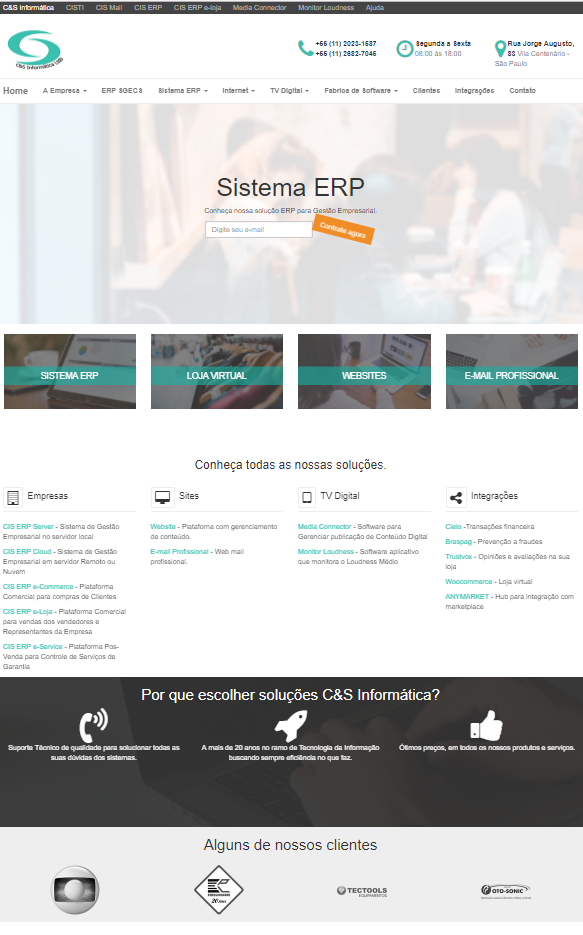 C&S Informática CISTI CIS Mail CIS ERP CIS ERP e-loja Media Connector Monitor Loudness Ajuda
C&S Informática Ltda
+55 (11) 2023-1587
+55 (11) 2682-7045
Segunda a Sexta
08:00 às 18:00
Rua Jorge Augusto,
83 Vila Centenário -
São Paulo
Home A Empresa ERP SGECS Sistema ERP Internet TV Digital Fabrica de Software Clientes Integrações Contato
Sistema ERP
Conheça nossa solução ERP para Gestão Empresarial.
Digite seu e-mail
Contrate agora
SISTEMA ERP
LOJA VIRTUAL
WEBSITES
E-MAIL PROFISSIONAL
Conheça todas as nossas soluções.
Empresas
CIS ERP Server - Sistema de Gestão
Empresarial no servidor local
CIS ERP Cloud - Sistema de Gestão
Empresarial em servidor Remoto ou
Nuvem
CIS ERP e-Commerce - Plataforma
Comercial para compras de Clientes
CIS ERP e-Loja - Plataforma Comercial
para vendas dos vendedores e
Representantes da Empresa
CIS ERP e-Service - Plataforma Pos-
Venda para Controle de Serviços de
Garantia
Sites
Website - Plataforma com gerenciamento
de conteúdo.
E-mail Profissional - Web mail
profissional.
TV Digital
Media Connector - Software para
Gerenciar publicação de Conteúdo Digital
Monitor Loudness - Software aplicativo
que monitora o Loudness Médio
Integrações
Cielo -Transações financeira
Braspag - Prevenção a fraudes
Trustvox - Opiniões e avaliações na sua
loja
Woocommerce - Loja virtual
ANYMARKET - Hub para integração com
marketplace
Por que escolher soluções C&S Informática?
Suporte Técnico de qualidade para solucionar todas as
suas dúvidas dos sistemas.
A mais de 20 anos no ramo de Tecnologia da Informação
buscando sempre eficiência no que faz.
Ótimos preços, em todos os nossos produtos e serviços.
Alguns de nossos clientes
20 anos
TECTOOLS
EQUIPAMENTOS
OTO-SONIC